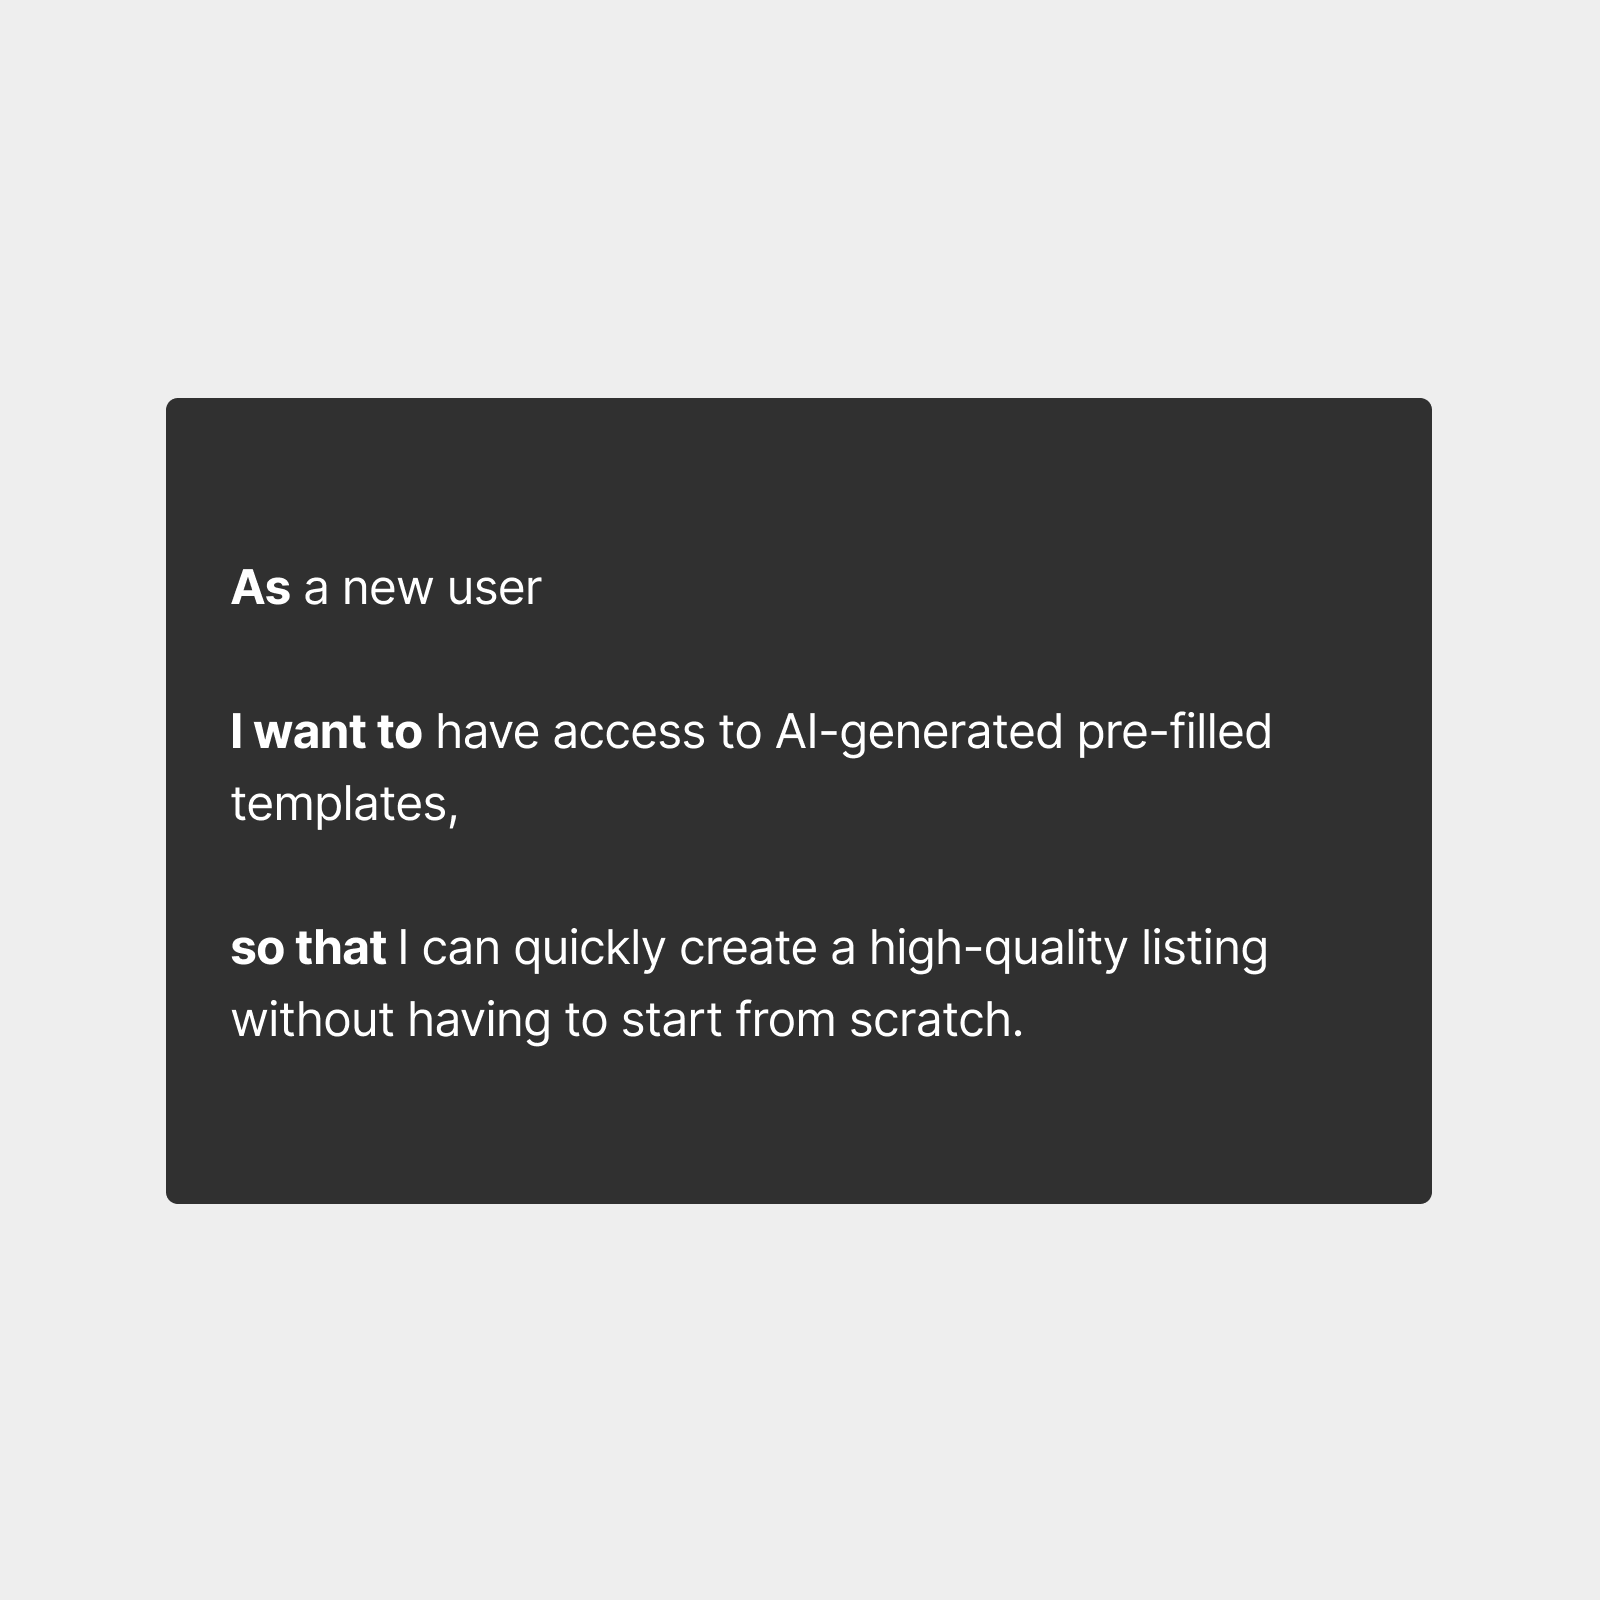 As a new user
I want to have access to AI-generated pre-filled
templates,
so that I can quickly create a high-quality listing
without having to start from scratch.